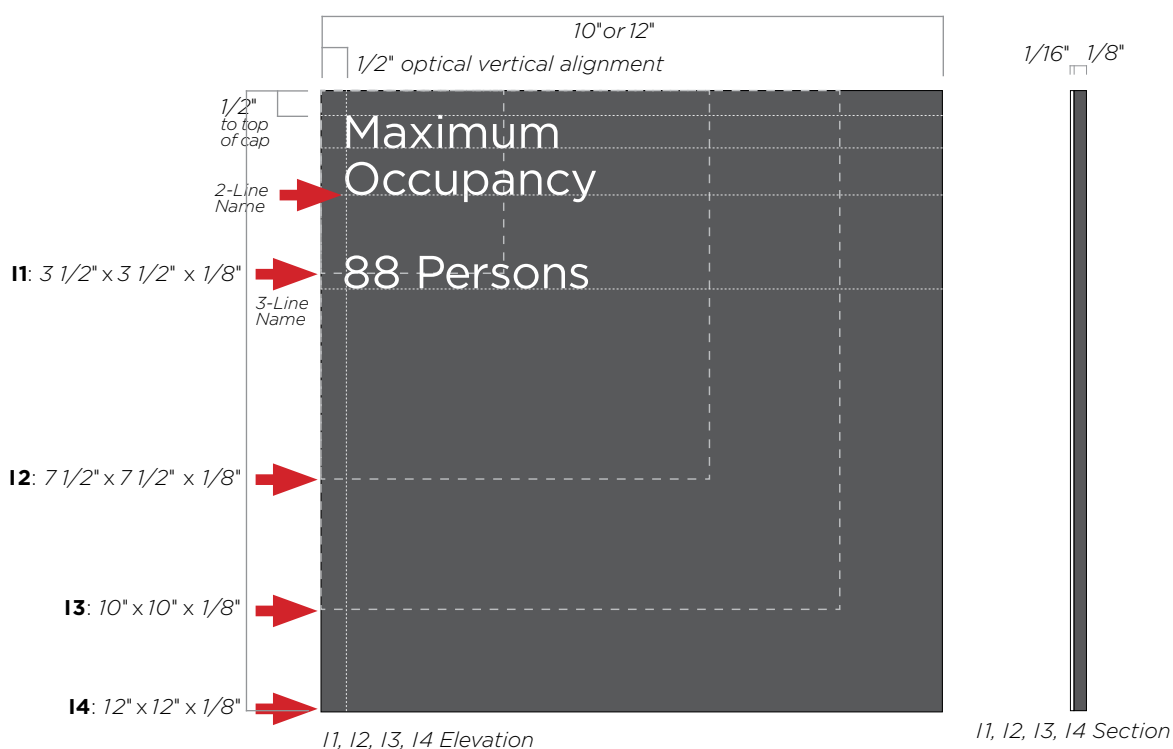 10" or 12"
1/2" optical vertical alignment
1/16" 1/8"
1/2"
to top
of cap
Maximum
Occupancy
2-Line
Name
88 Persons
I1: 3 1/2" x 3 1/2" x 1/8"
3-Line
Name
I2: 7 1/2" x 7 1/2" x 1/8"
I3: 10" x 10" x 1/8"
I4: 12" x 12" x 1/8"
I1, I2, I3, I4 Elevation
I1, I2, I3, I4 Section